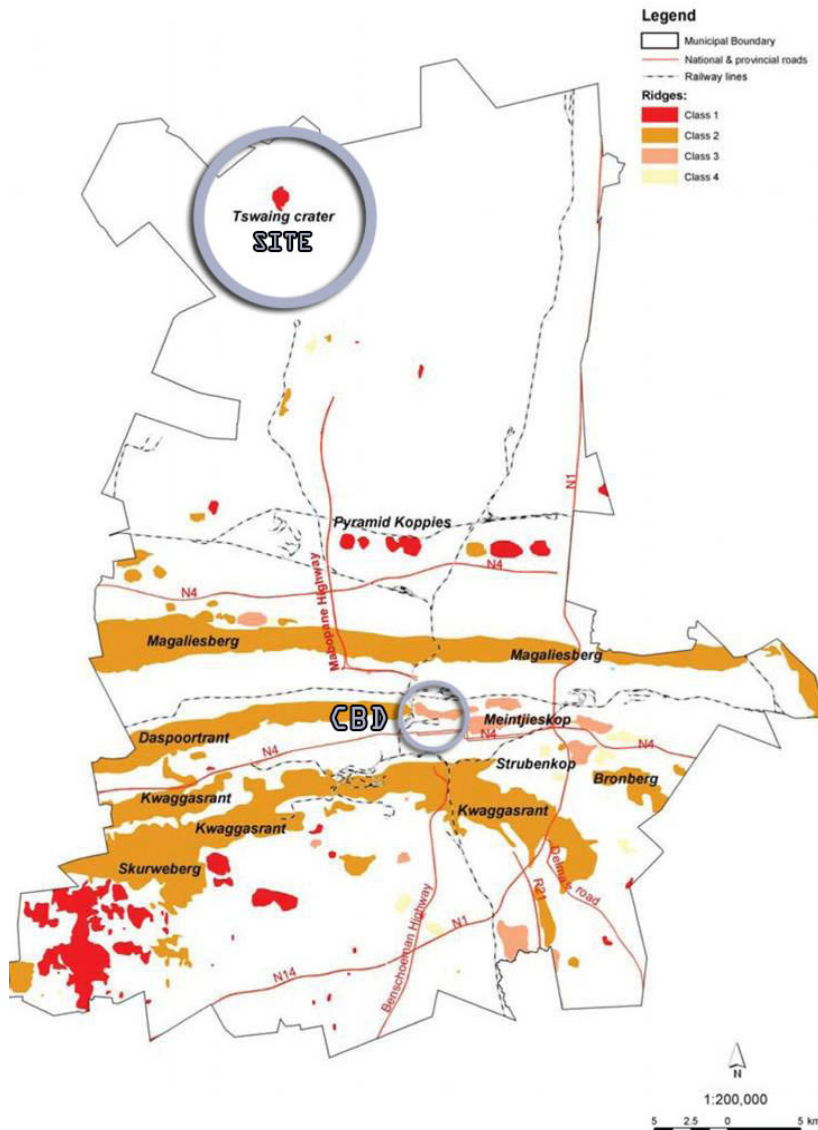 Legend
Municipal Boundary
National & provincial roads
Railway lines
Ridges:
Class 1
Class 2
Class 3
Class 4
Tswaing crater
SITE
N1
Pyramid Koppies
N4
N4
Mabopane Highway
Magaliesberg
Magaliesberg
CBD
Meintjieskop
Daspoortrant
N4
N4
N4
Strubenkop
Bronberg
Kwaggasrant
Kwaggasrant
Kwaggasrant
Skurweberg
Delmas road
R21
Benschoeman Highway
N1
N14
N
1:200,000
5 2.5 0 5 km